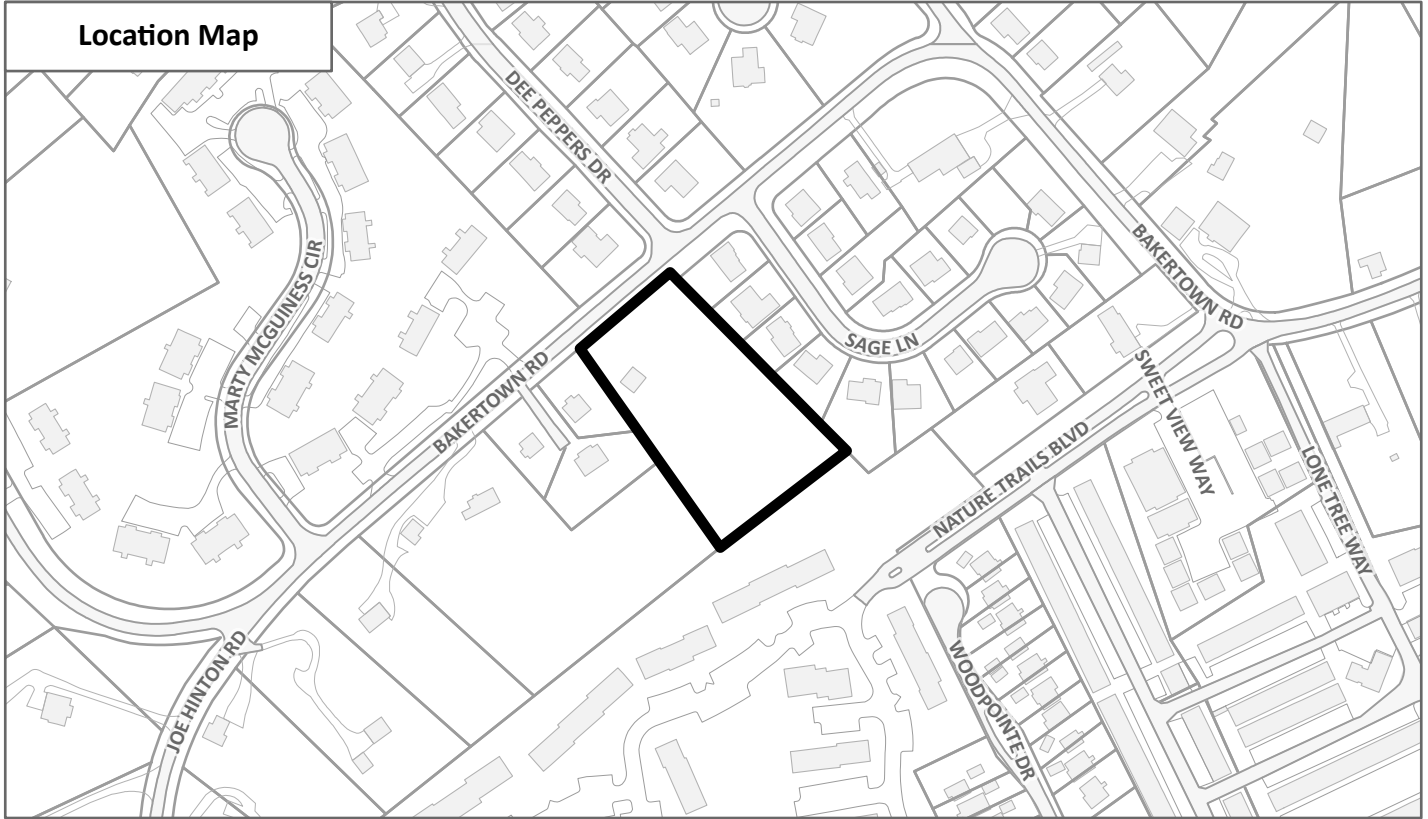 Location Map
DEE PEPPERS DR
MARTY MCGUINESS CIR
BAKERTOWN RD
SAGE LN
BAKERTOWN RD
SWEET VIEW WAY
NATURE TRAILS BLVD
LONE TREE WAY
JOE HINTON RD
WOODPOINTE DR